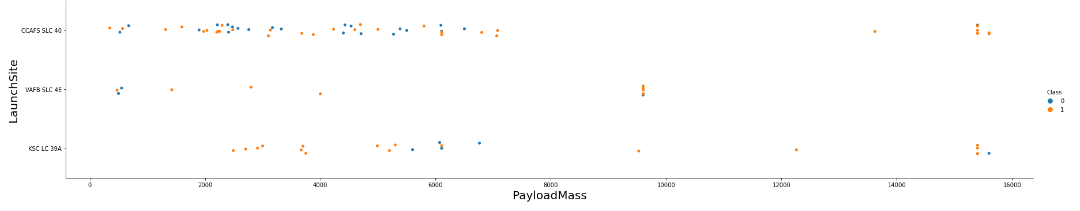 LaunchSite
CCAFS SLC 40
VAFB SLC 4E
KSC LC 39A
0 2000 4000 6000 8000 10000 12000 14000 16000
PayloadMass
Class
0
1